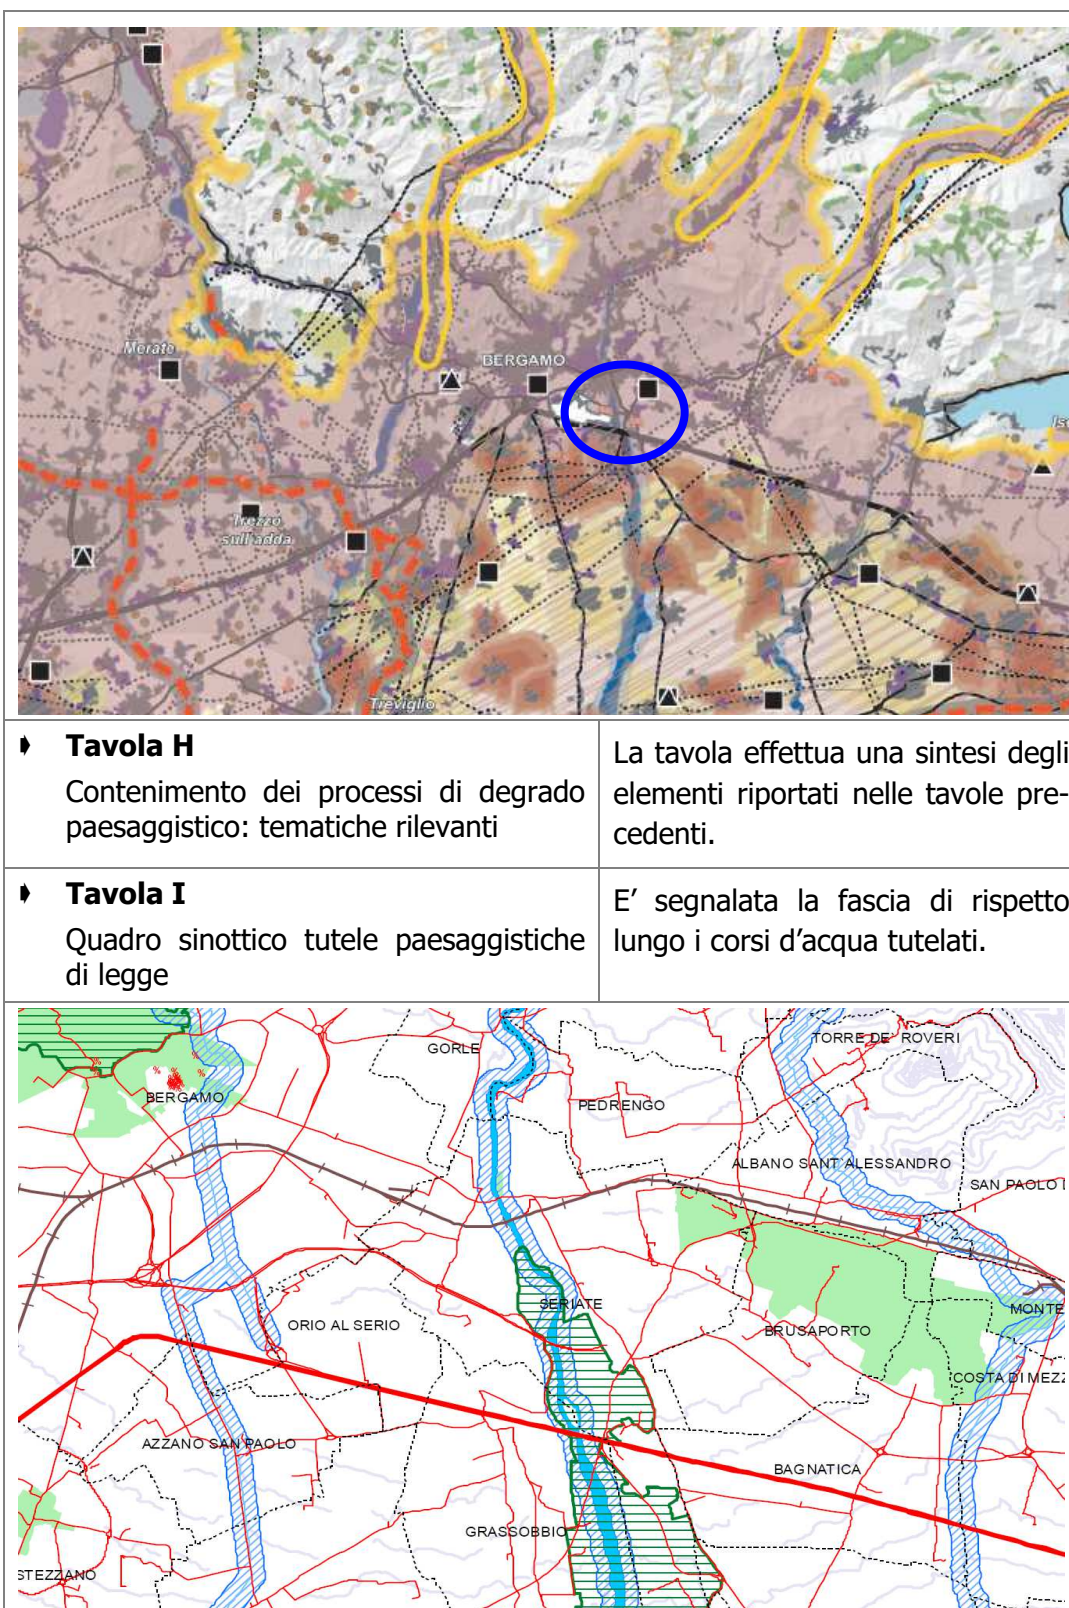 Merate
BERGAMO
Trezzo
sull'adda
Treviglio
Tavola H
Contenimento dei processi di degrado
paesaggistico: tematiche rilevanti
La tavola effettua una sintesi degli
elementi riportati nelle tavole pre-
cedenti.
Tavola I
Quadro sinottico tutele paesaggistiche
di legge
E’ segnalata la fascia di rispetto
lungo i corsi d’acqua tutelati.
TORRE DE' ROVERI
GORLE
BERGAMO
PEDRENGO
ALBANO SANT'ALESSANDRO
SAN PAOLO
SERIATE
MONTE
ORIO AL SERIO
BRUSAPORTO
COSTA DI MEZZ
AZZANO SAN PAOLO
BAGNATICA
GRASSOBBIO
STEZZANO